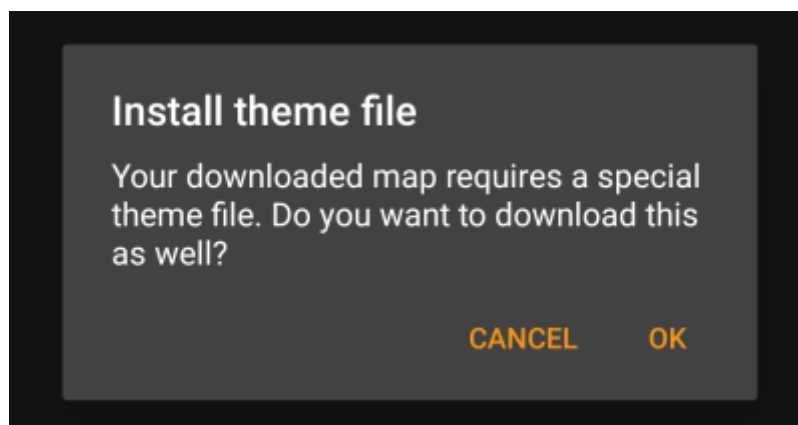 Install theme file
Your downloaded map requires a special
theme file. Do you want to download this
as well?
CANCEL OK